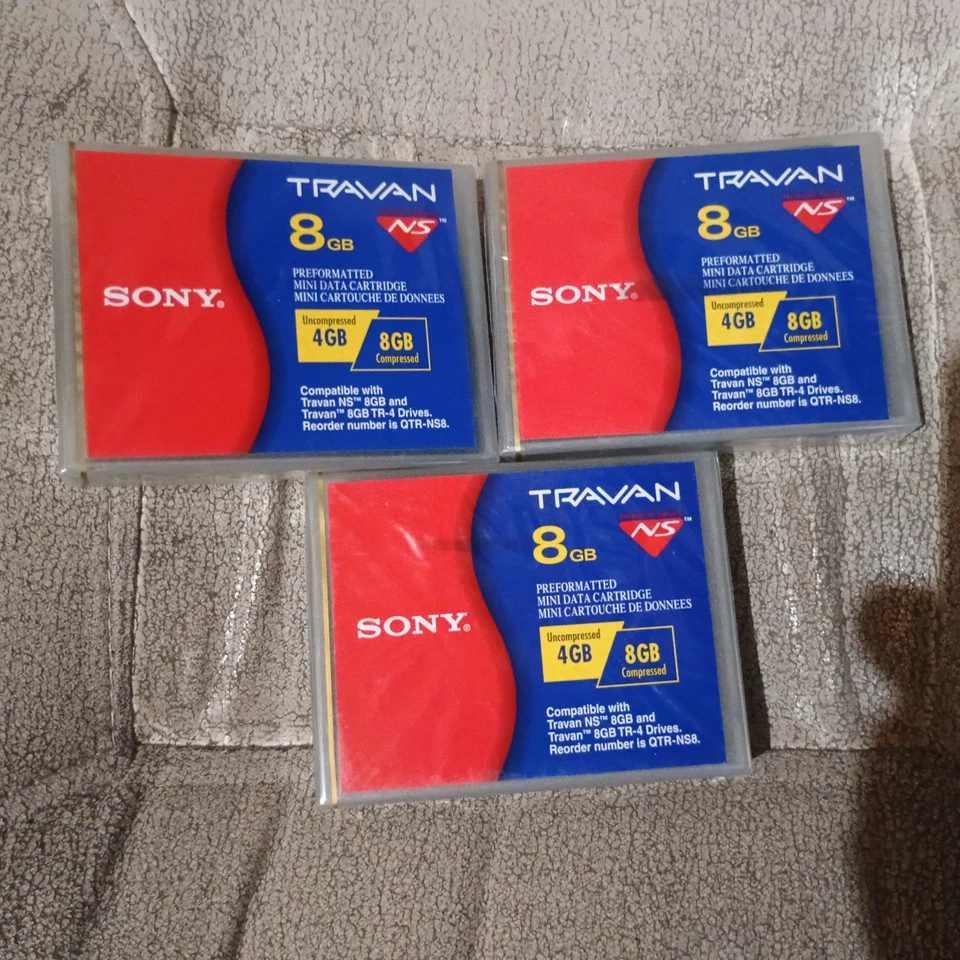 TRAVAN
8GB
NS™
PREFORMATTED
MINI DATA CARTRIDGE
MINI CARTOUCHE DE DONNEES
SONY®
Uncompressed
4GB
8GB
Compressed
Compatible with
Travan NS™ 8GB and
Travan™ 8GB TR-4 Drives.
Reorder number is QTR-NS8.
TRAVAN
8GB
NS™
PREFORMATTED
MINI DATA CARTRIDGE
MINI CARTOUCHE DE DONNEES
SONY®
Uncompressed
4GB
8GB
Compressed
Compatible with
Travan NS™ 8GB and
Travan™ 8GB TR-4 Drives.
Reorder number is QTR-NS8.
TRAVAN
8GB
NS™
PREFORMATTED
MINI DATA CARTRIDGE
MINI CARTOUCHE DE DONNEES
SONY®
Uncompressed
4GB
8GB
Compressed
Compatible with
Travan NS™ 8GB and
Travan™ 8GB TR-4 Drives.
Reorder number is QTR-NS8.